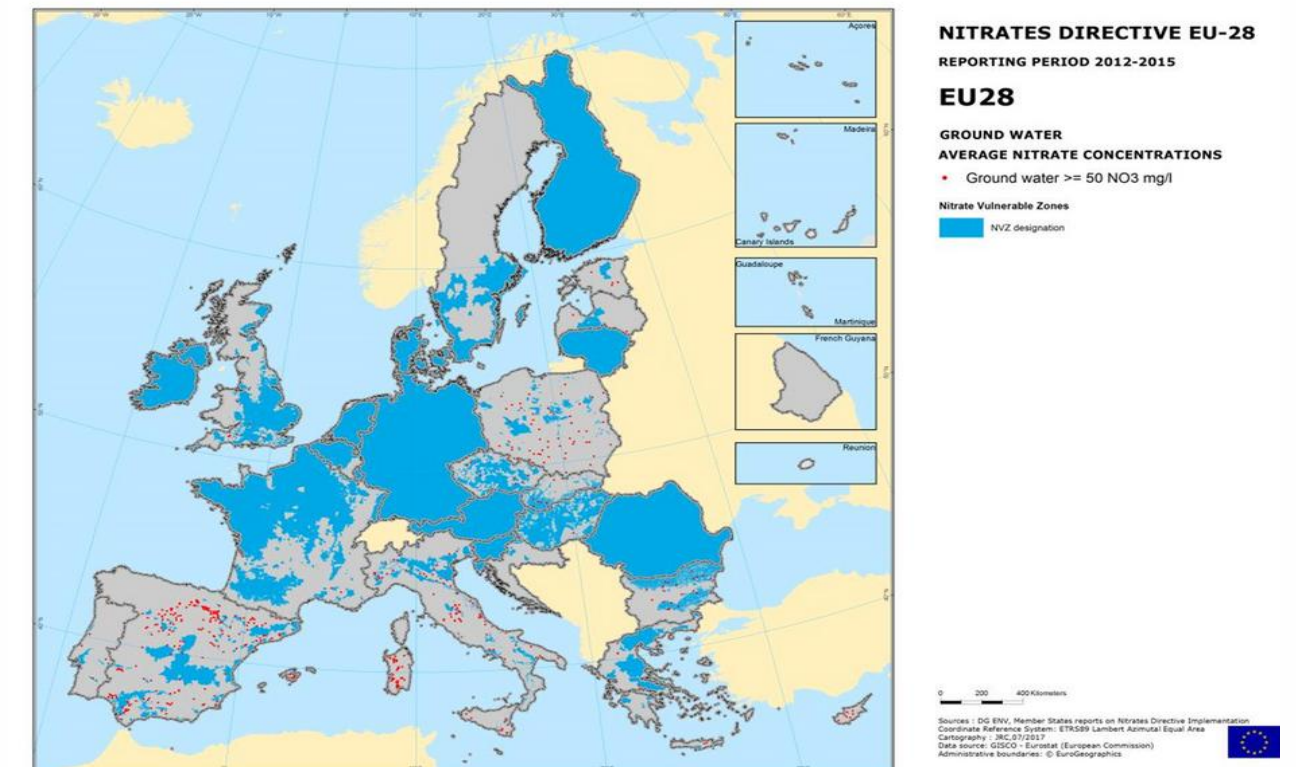 Açores
Madeira
Canary Islands
Guadaloupe
Martinique
French Guyana
Reunion
NITRATES DIRECTIVE EU-28
REPORTING PERIOD 2012-2015
EU28
GROUND WATER
AVERAGE NITRATE CONCENTRATIONS
Ground water >= 50 NO3 mg/l
Nitrate Vulnerable Zones
NVZ designation
0 200 400 Kilometers
Sources : DG ENV, Member States reports on Nitrates Directive Implementation
Coordinate Reference System: ETRS89 Lambert Azimutal Equal Area
Cartography : JRC,07/2017
Data source: GISCO - Eurostat (European Commission)
Administrative boundaries: © EuroGeographics